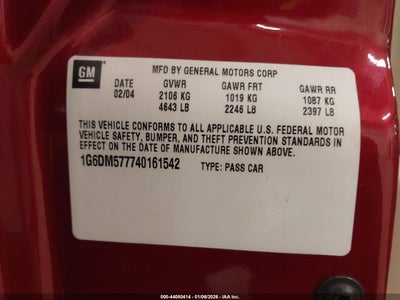 GM
MFD BY GENERAL MOTORS CORP
DATE GVWR GAWR FRT GAWR RR
02/04 2106 KG 1019 KG 1087 KG
4643 LB 2246 LB 2397 LB
THIS VEHICLE CONFORMS TO ALL APPLICABLE U.S. FEDERAL MOTOR
VEHICLE SAFETY, BUMPER, AND THEFT PREVENTION STANDARDS IN
EFFECT ON THE DATE OF MANUFACTURE SHOWN ABOVE.
1G6DM577740161542 TYPE: PASS CAR
000-44080414 - 01/08/2026 - IAA Inc.